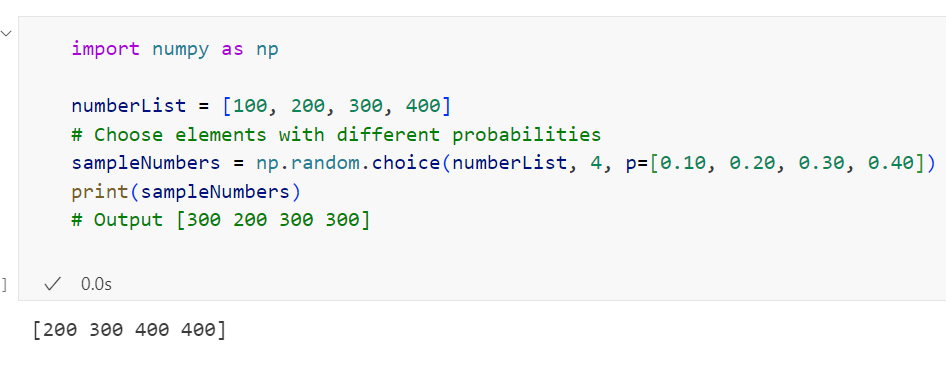 import numpy as np
numberList = [100, 200, 300, 400]
# Choose elements with different probabilities
sampleNumbers = np.random.choice(numberList, 4, p=[0.10, 0.20, 0.30, 0.40])
print(sampleNumbers)
# Output [300 200 300 300]
] ✓ 0.0s
[200 300 400 400]